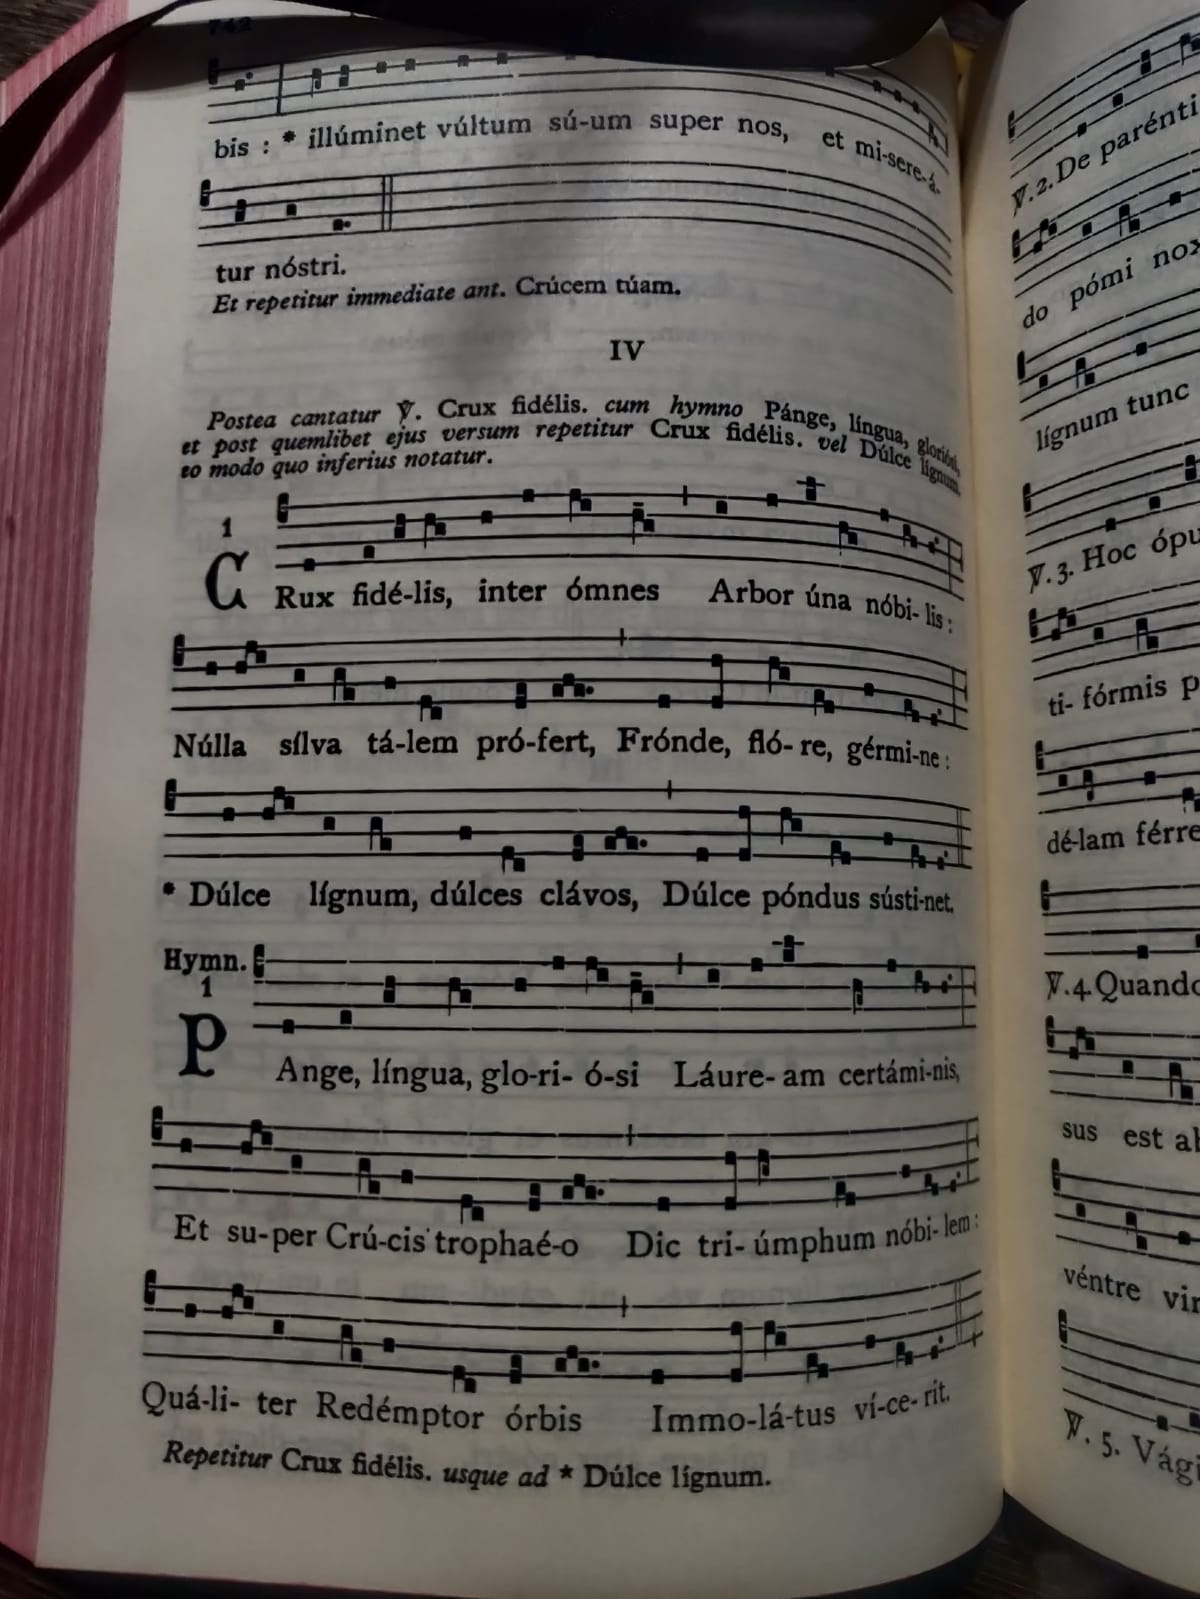 742
bis : * illúminet vúltum sú-um super nos, et mi-sere-á-
tur nóstri.
Et repetitur immediate ant. Crúcem túam.
IV
Postea cantatur ℣. Crux fidélis. cum hymno Pánge, língua, gloriósi,
et post quemlibet ejus versum repetitur Crux fidélis. vel Dúlce lígnum.
eo modo quo inferius notatur.
1
CRux fidé-lis, inter ómnes Arbor úna nóbi-lis :
Núlla sílva tá-lem pró-fert, Frónde, fló-re, gérmi-ne :
* Dúlce lígnum, dúlces clávos, Dúlce póndus sústi-net.
Hymn.
1
PAnge, língua, glo-ri- ó-si Láure-am certámi-nis,
Et su-per Crú-cis trophaé-o Dic tri-úmphum nóbi-lem :
Quá-li- ter Redémptor órbis Immo-lá-tus ví-ce-rit.
Repetitur Crux fidélis. usque ad * Dúlce lígnum.
℣. 2. De parénti
do pómi
lígnum tunc
℣. 3. Hoc ópu
ti- fórmis p
dé-lam férre
℣. 4. Quando
sus est ab
véntre vir
℣. 5. Vági